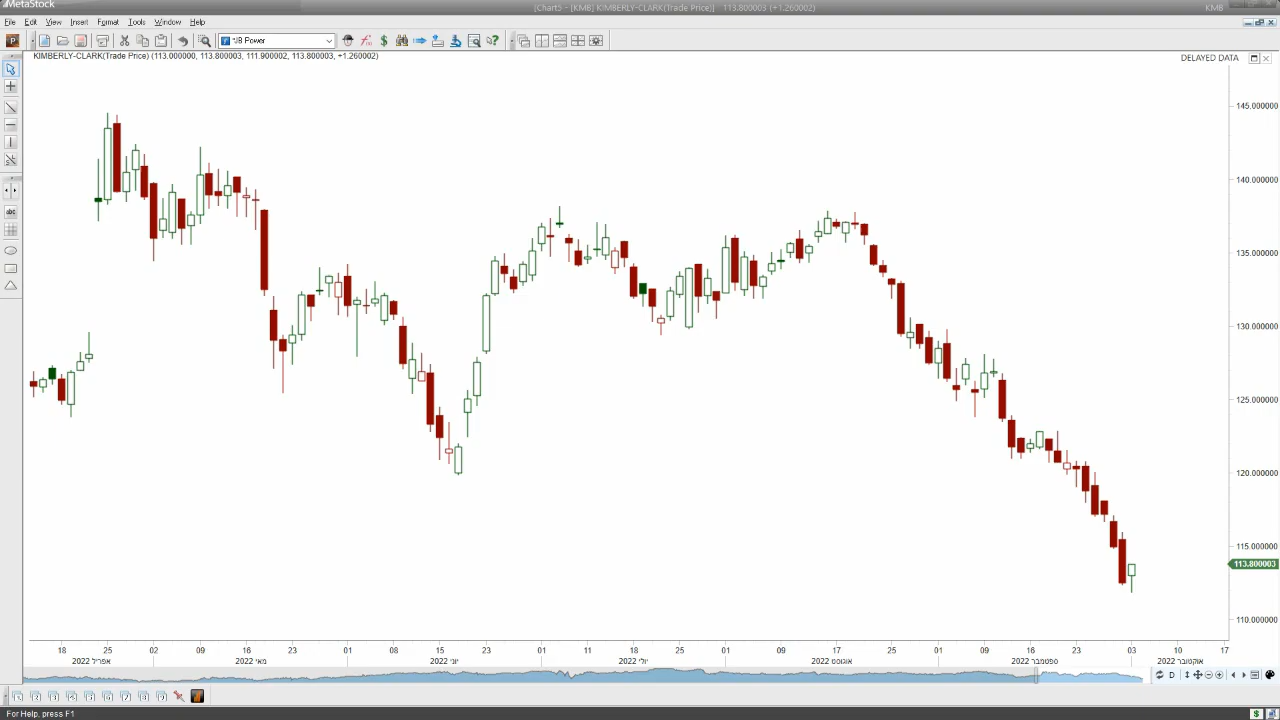 MetaStock
[Chart5 - [KMB] KIMBERLY-CLARK(Trade Price)] 113.800003 (+1.260002)
KMB
File Edit View Insert Format Tools Window Help
*JB Power
KIMBERLY-CLARK(Trade Price) (113.000000, 113.800003, 111.900002, 113.800003, +1.260002)
DELAYED DATA
145.000000
140.000000
135.000000
130.000000
125.000000
120.000000
115.000000
113.800003
110.000000
18 25 02 09 16 23 01 08 15 23 01 11 18 25 01 09 16 25 01 09 16 23 03 10 17
אפריל 2022 מאי 2022 יוני 2022 יולי 2022 אוגוסט 2022 ספטמבר 2022 אוקטובר 2022
D
For Help, press F1